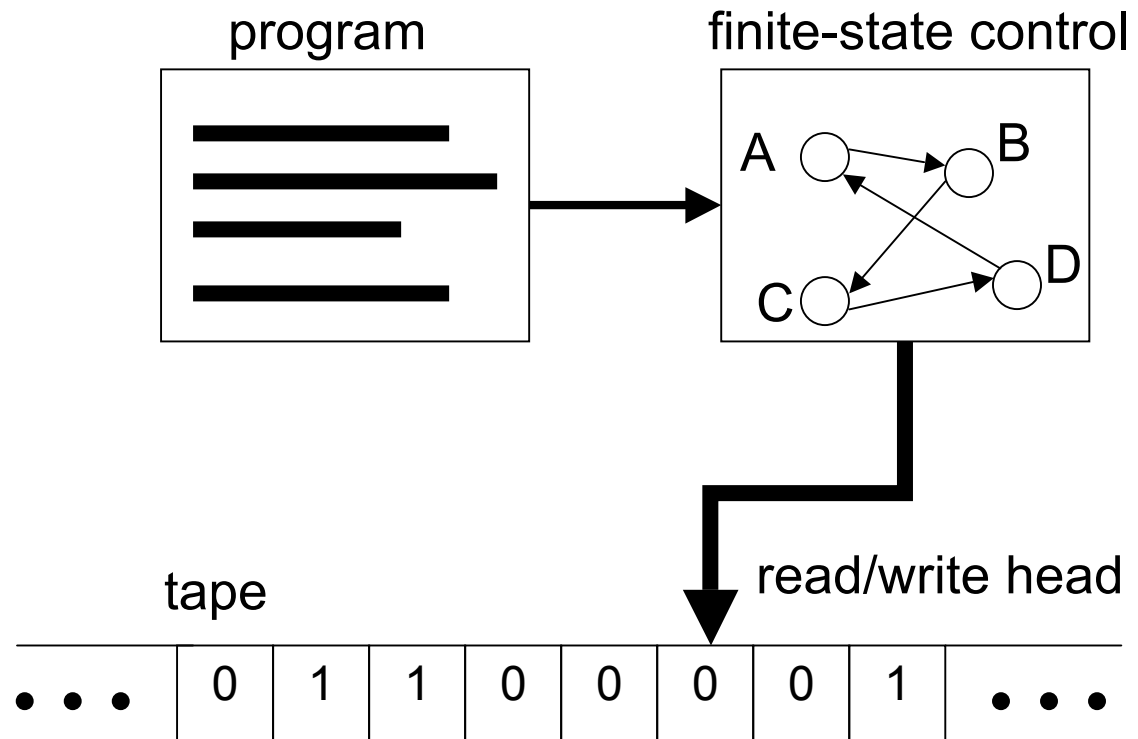 program
finite-state control
A
B
C
D
read/write head
tape
0 1 1 0 0 0 0 1